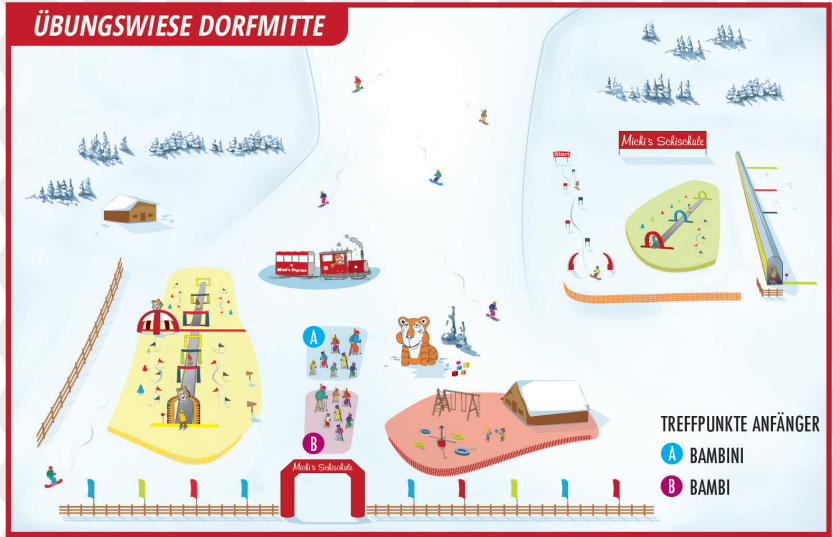 ÜBUNGSWIESE DORFMITTE
Michi's Schischule
Start
Michi's Express
A
B
Michi's Schischule
TREFFPUNKTE ANFÄNGER
A BAMBINI
B BAMBI